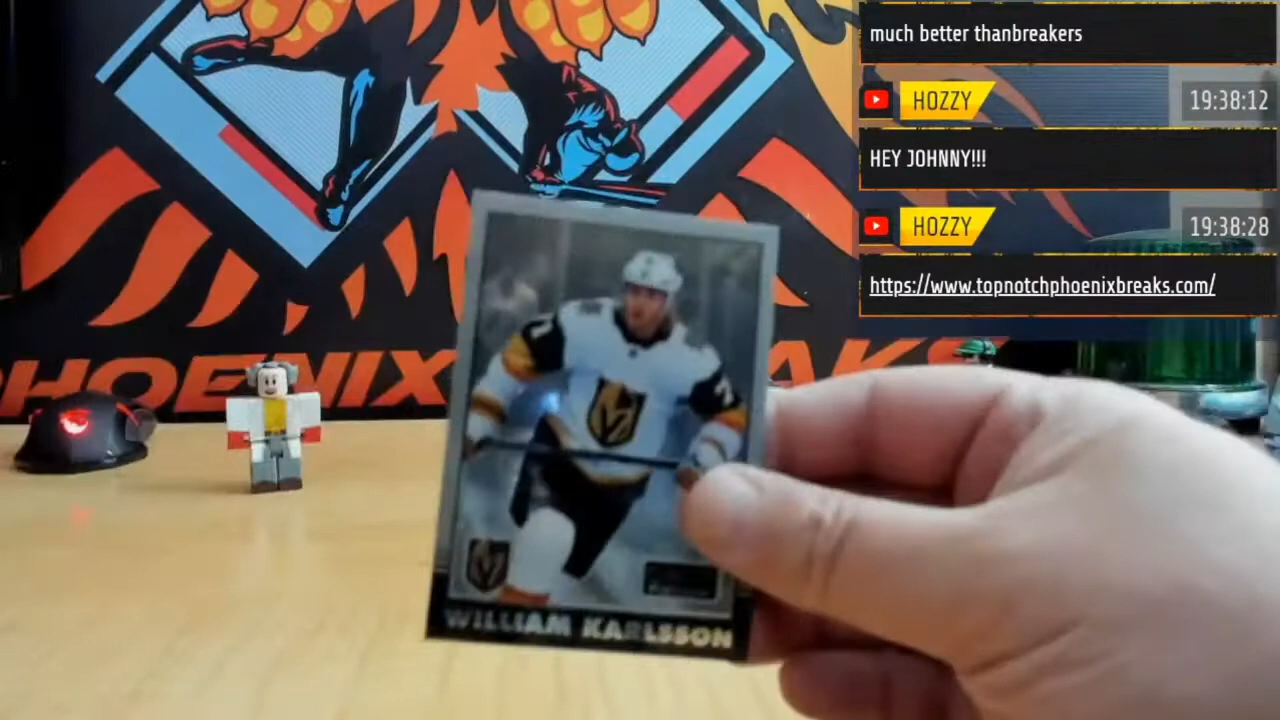 much better thanbreakers
HOZZY
19:38:12
HEY JOHNNY!!!
HOZZY
19:38:28
https://www.topnotchphoenixbreaks.com/
PHOENIX BREAKS
WILLIAM KARLSSON